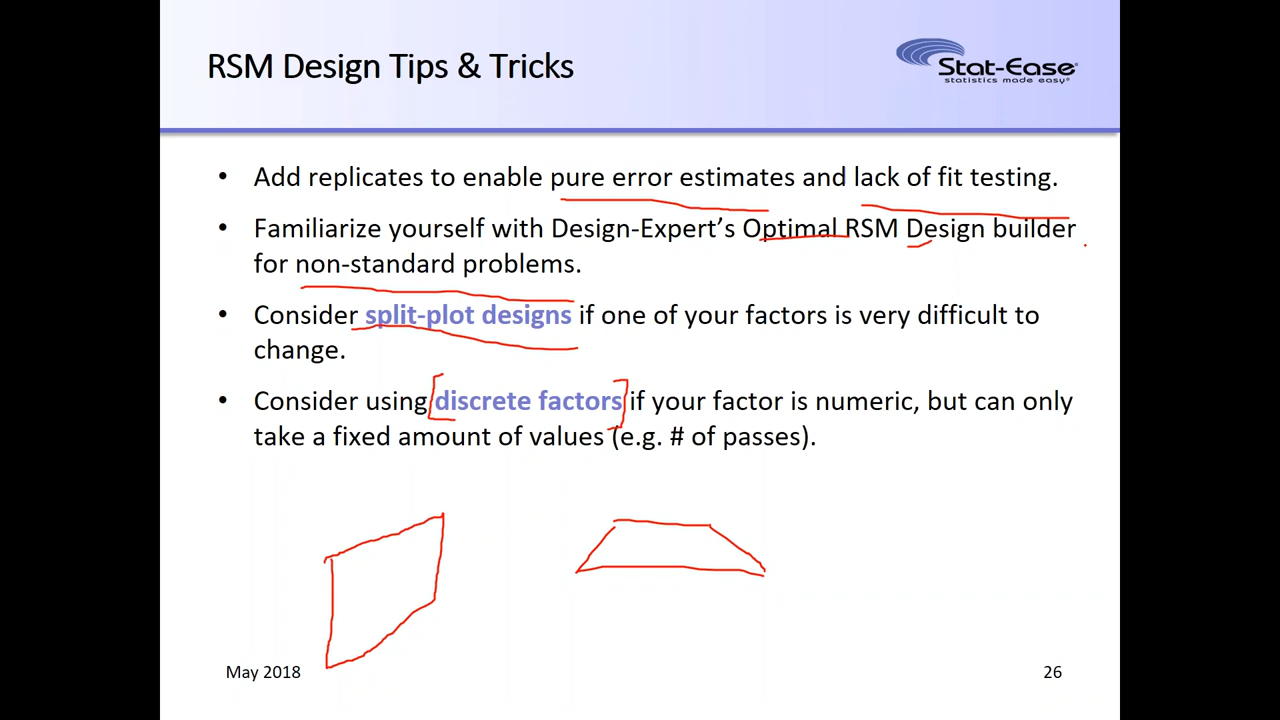 RSM Design Tips & Tricks
Stat-Ease®
statistics made easy®
• Add replicates to enable pure error estimates and lack of fit testing.
• Familiarize yourself with Design-Expert’s Optimal RSM Design builder
for non-standard problems.
• Consider split-plot designs if one of your factors is very difficult to
change.
• Consider using discrete factors if your factor is numeric, but can only
take a fixed amount of values (e.g. # of passes).
May 2018
26